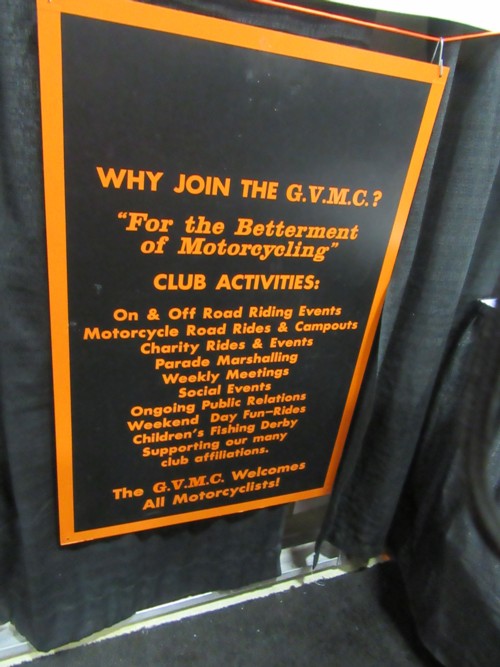 WHY JOIN THE G.V.M.C.?
"For the Betterment
of Motorcycling"
CLUB ACTIVITIES:
On & Off Road Riding Events
Motorcycle Road Rides & Campouts
Charity Rides & Events
Parade Marshalling
Weekly Meetings
Social Events
Ongoing Public Relations
Weekend Day Fun-Rides
Children's Fishing Derby
Supporting our many
club affiliations.
The G.V.M.C. Welcomes
All Motorcyclists!